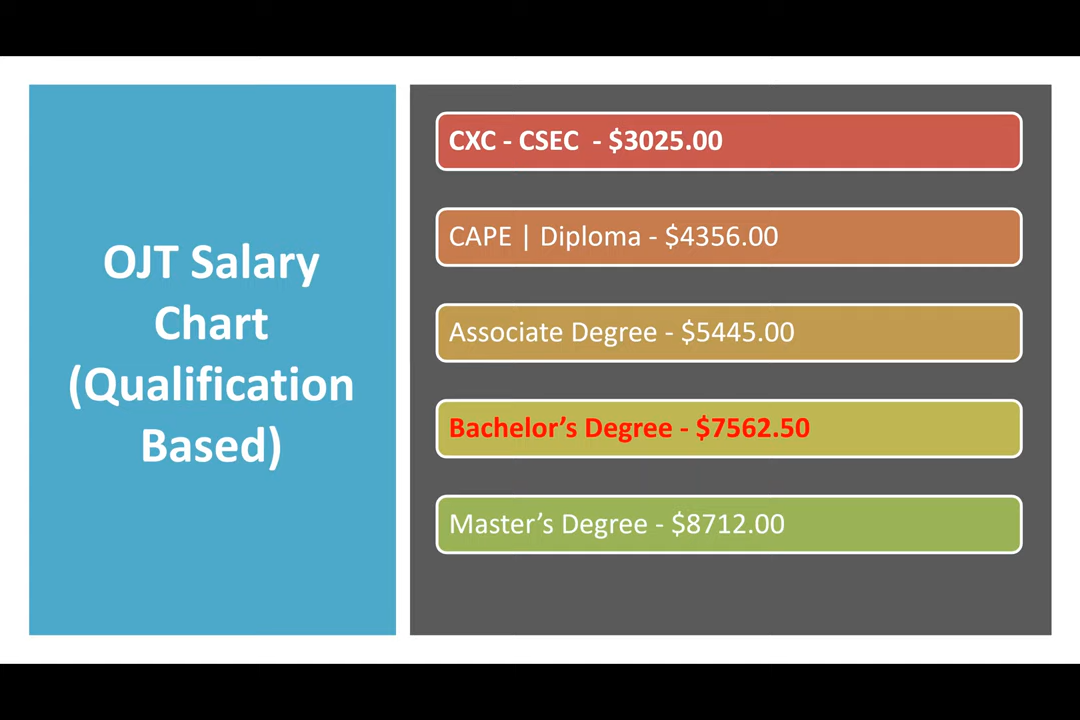 OJT Salary
Chart
(Qualification
Based)
CXC - CSEC  - $3025.00
CAPE | Diploma - $4356.00
Associate Degree - $5445.00
Bachelor’s Degree - $7562.50
Master’s Degree - $8712.00